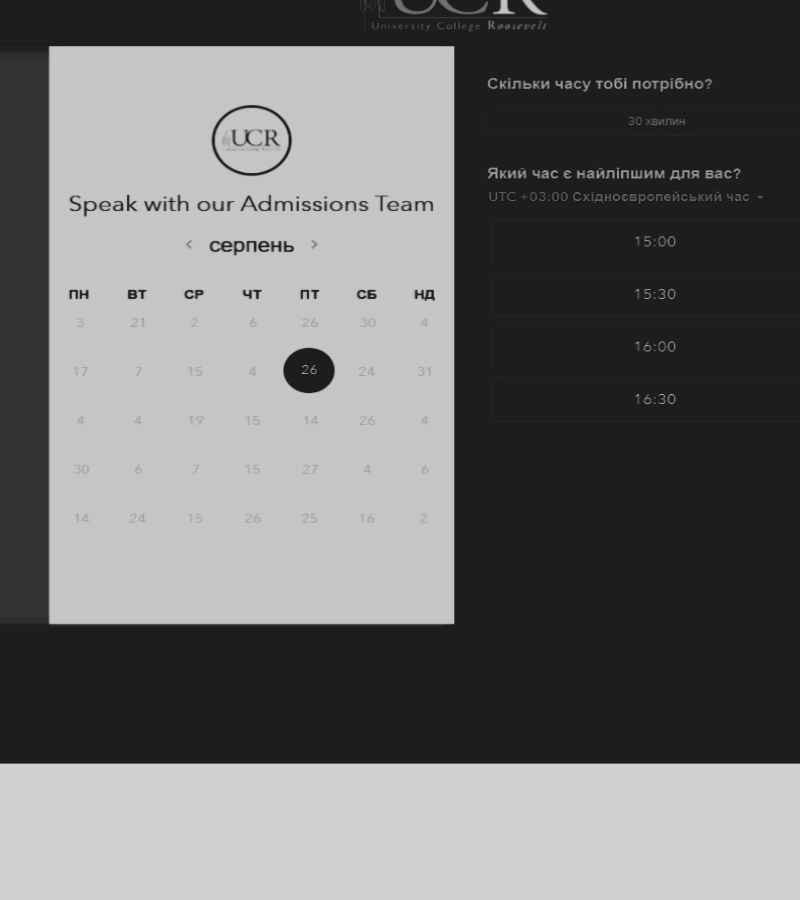 UCR
University College Roosevelt
UCR
Speak with our Admissions Team
< серпень >
ПН ВТ СР ЧТ ПТ СБ НД
3 21 2 6 26 30 4
17 7 15 4 26 24 31
4 4 19 15 14 26 4
30 6 7 15 27 4 6
14 24 15 26 25 16 2
Скільки часу тобі потрібно?
30 хвилин
Який час є найліпшим для вас?
UTC +03:00 Східноєвропейський час
15:00
15:30
16:00
16:30